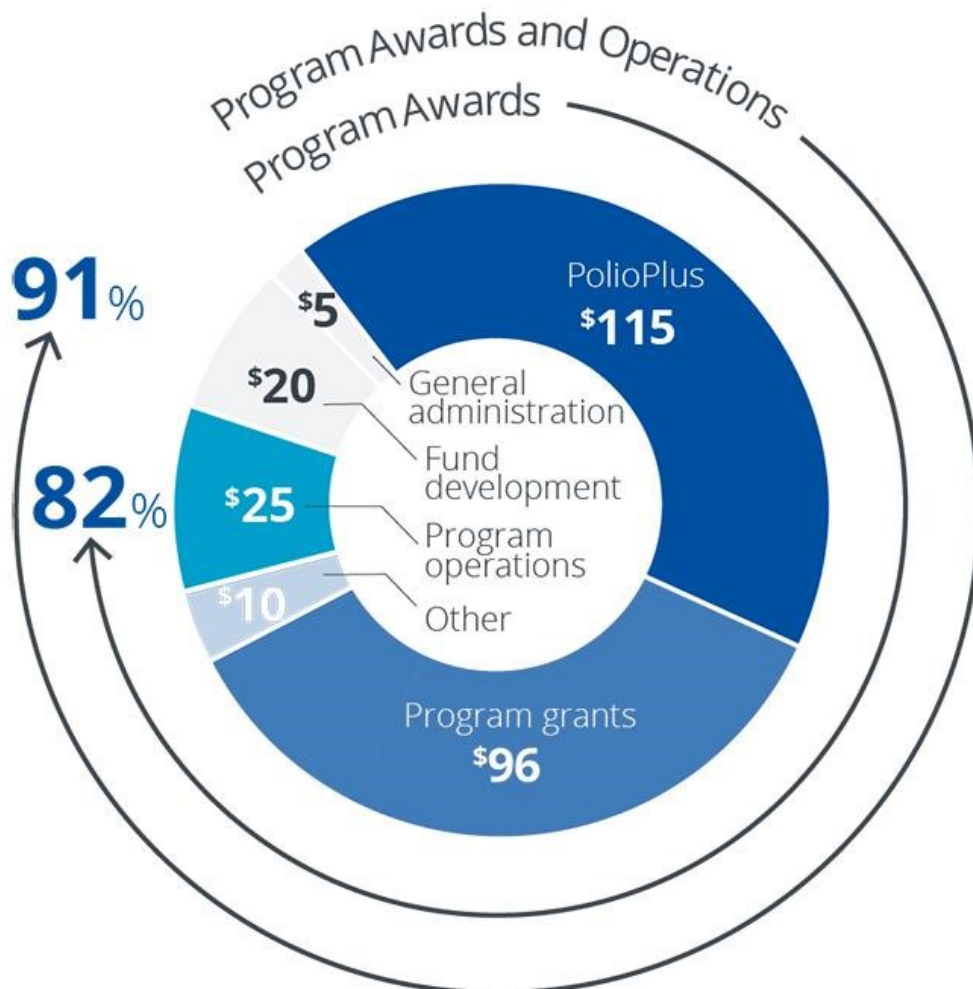 Program Awards and Operations
Program Awards
91%
82%
PolioPlus
$115
$5
General
administration
$20
Fund
development
$25
Program
operations
$10
Other
Program grants
$96